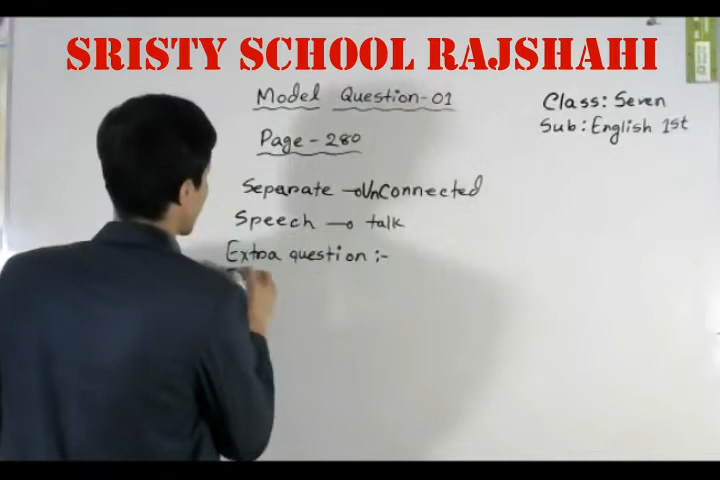 SRISTY SCHOOL RAJSHAHI
Model Question-01
Class: Seven
Sub: English 1st
Page - 280
Separate → UnConnected
Speech → talk
Extra question :-